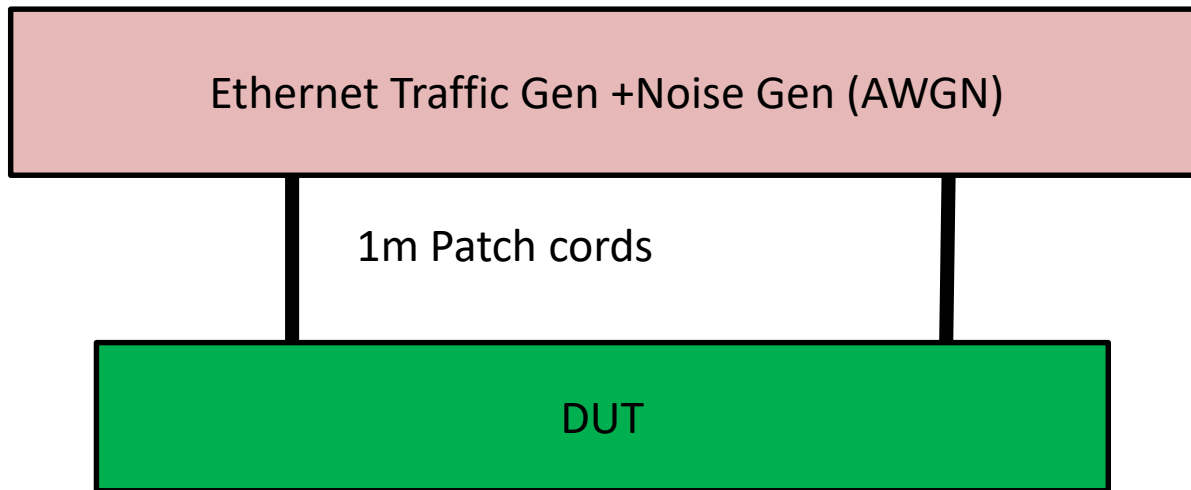 Ethernet Traffic Gen +Noise Gen (AWGN)
1m Patch cords
DUT